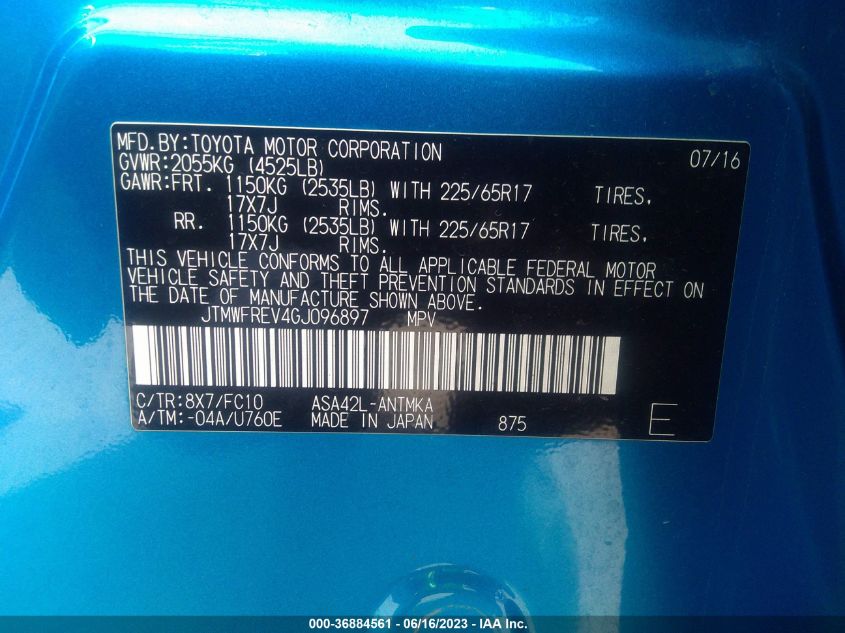 MFD.BY:TOYOTA MOTOR CORPORATION 07/16
GVWR:2055KG (4525LB)
GAWR:FRT. 1150KG (2535LB) WITH 225/65R17 TIRES,
17X7J RIMS.
RR. 1150KG (2535LB) WITH 225/65R17 TIRES,
17X7J RIMS.
THIS VEHICLE CONFORMS TO ALL APPLICABLE FEDERAL MOTOR
VEHICLE SAFETY AND THEFT PREVENTION STANDARDS IN EFFECT ON
THE DATE OF MANUFACTURE SHOWN ABOVE.
JTMWFREV4GJ096897 MPV
C/TR:8X7/FC10 ASA42L-ANTMKA
A/TM:-04A/U760E MADE IN JAPAN 875 E
000-36884561 - 06/16/2023 - IAA Inc.